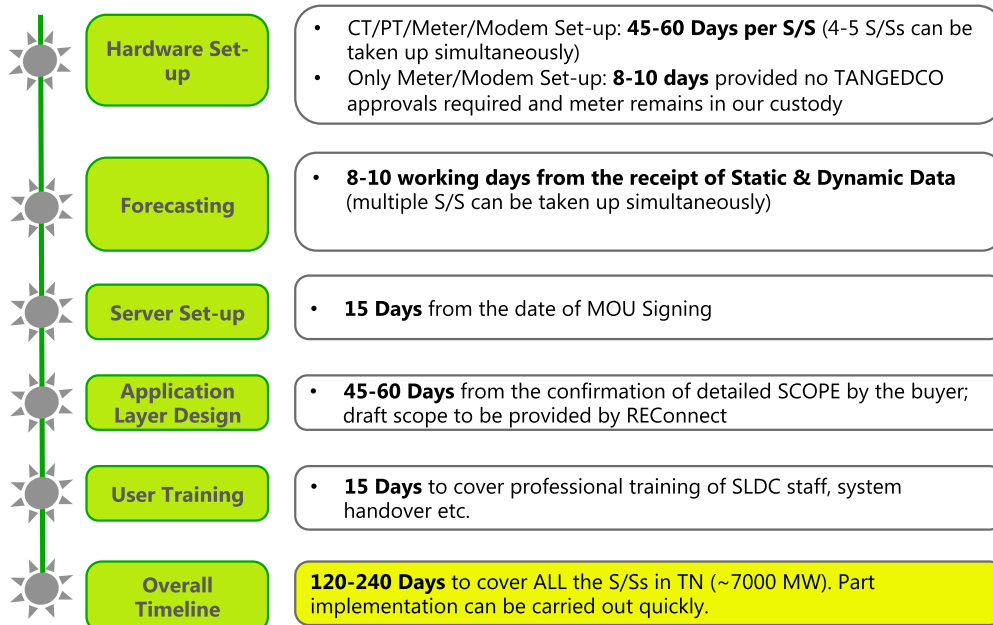 Hardware Set-
up
• CT/PT/Meter/Modem Set-up: 45-60 Days per S/S (4-5 S/Ss can be
taken up simultaneously)
• Only Meter/Modem Set-up: 8-10 days provided no TANGEDCO
approvals required and meter remains in our custody
Forecasting
• 8-10 working days from the receipt of Static & Dynamic Data
(multiple S/S can be taken up simultaneously)
Server Set-up
• 15 Days from the date of MOU Signing
Application
Layer Design
• 45-60 Days from the confirmation of detailed SCOPE by the buyer;
draft scope to be provided by REConnect
User Training
• 15 Days to cover professional training of SLDC staff, system
handover etc.
Overall
Timeline
120-240 Days to cover ALL the S/Ss in TN (~7000 MW). Part
implementation can be carried out quickly.